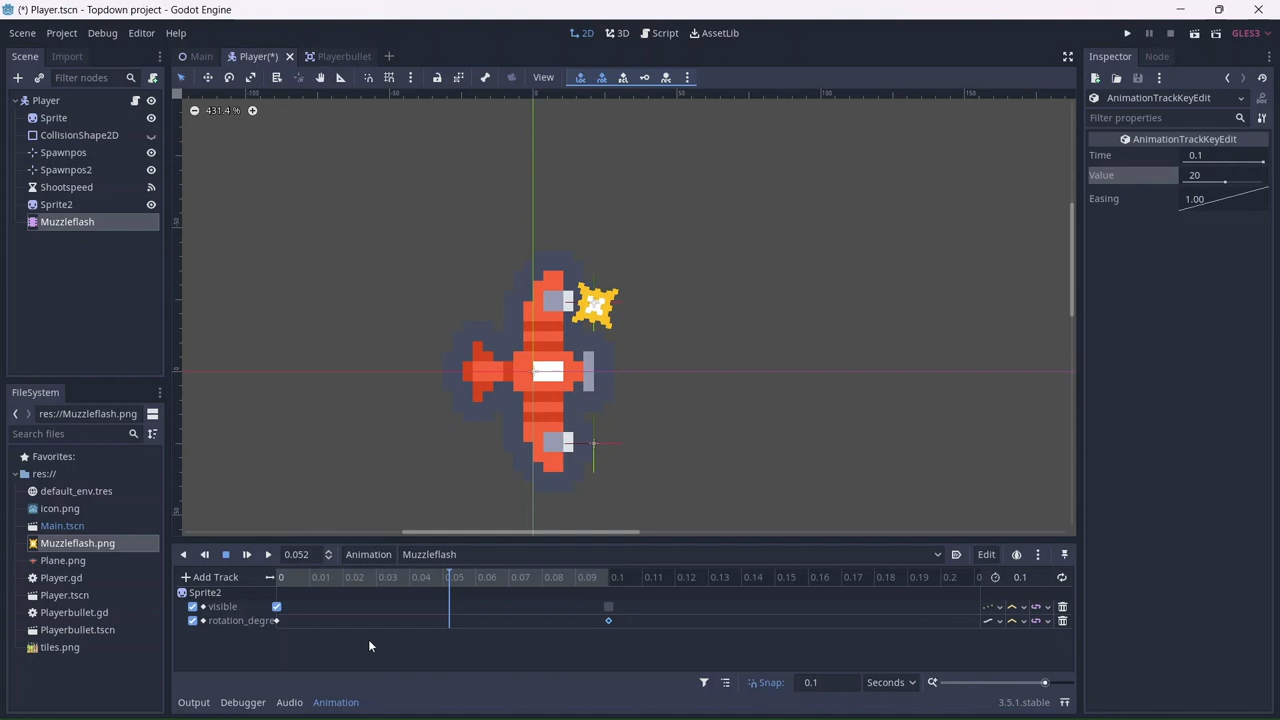 (*) Player.tscn - Topdown project - Godot Engine
Scene Project Debug Editor Help
2D 3D Script AssetLib
GLES3
Scene Import
Main Player(*) Playerbullet
Inspector Node
Filter nodes
View
AnimationTrackKeyEdit
Filter properties
AnimationTrackKeyEdit
Time 0.1
Value 20
Easing 1.00
Player
Sprite
CollisionShape2D
Spawnpos
Spawnpos2
Shootspeed
Sprite2
Muzzleflash
-100 -50 0 50 100 150
431.4 %
FileSystem
res://Muzzleflash.png
Search files
Favorites:
res://
default_env.tres
icon.png
Main.tscn
Muzzleflash.png
Plane.png
Player.gd
Player.tscn
Playerbullet.gd
Playerbullet.tscn
tiles.png
0.052 Animation Muzzleflash Edit
Add Track 0 0.01 0.02 0.03 0.04 0.05 0.06 0.07 0.08 0.09 0.1 0.11 0.12 0.13 0.14 0.15 0.16 0.17 0.18 0.19 0.2 0 0.1
Sprite2
visible
rotation_degre
Snap: 0.1 Seconds
Output Debugger Audio Animation 3.5.1.stable